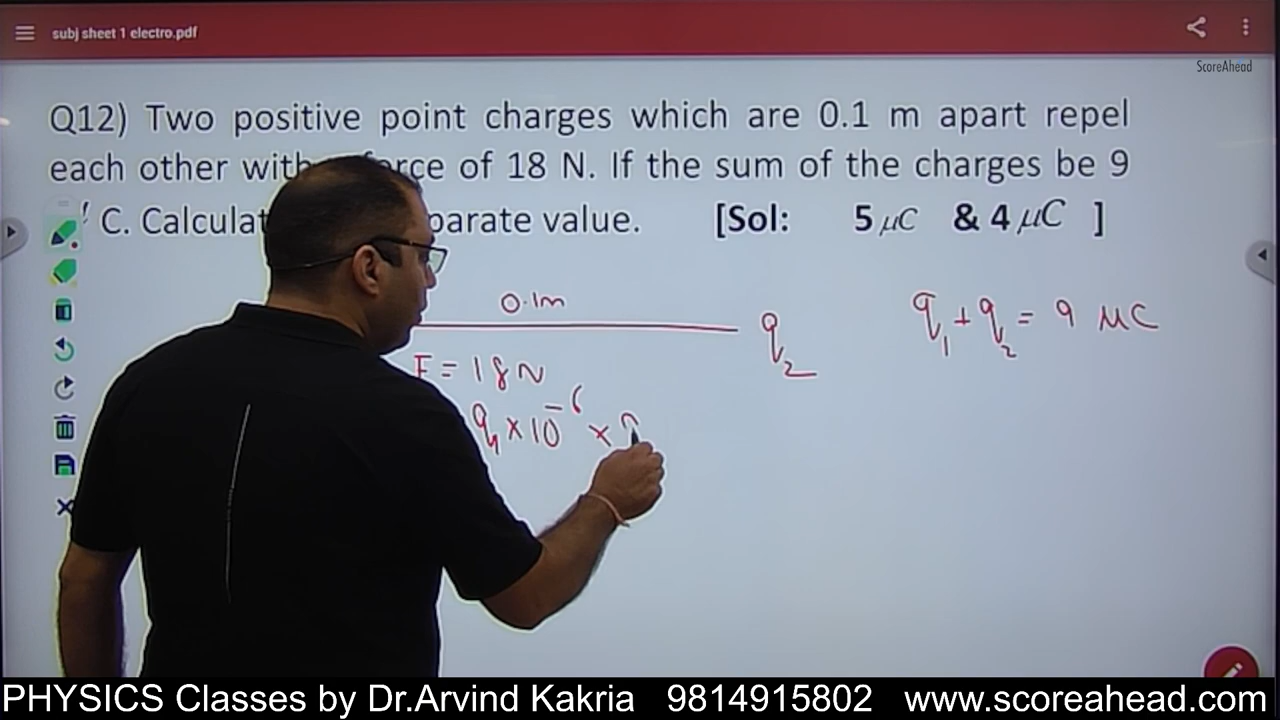 subj sheet 1 electro.pdf
ScoreAhead
Q12) Two positive point charges which are 0.1 m apart repel
each other with force of 18 N. If the sum of the charges be 9
C. Calculat parate value. [Sol: 5 μC & 4 μC ]
0.1m
q₁ + q₂ = 9 μC
q₂
F = 18 N
q₁ × 10⁻⁶ ×
PHYSICS Classes by Dr.Arvind Kakria 9814915802 www.scoreahead.com